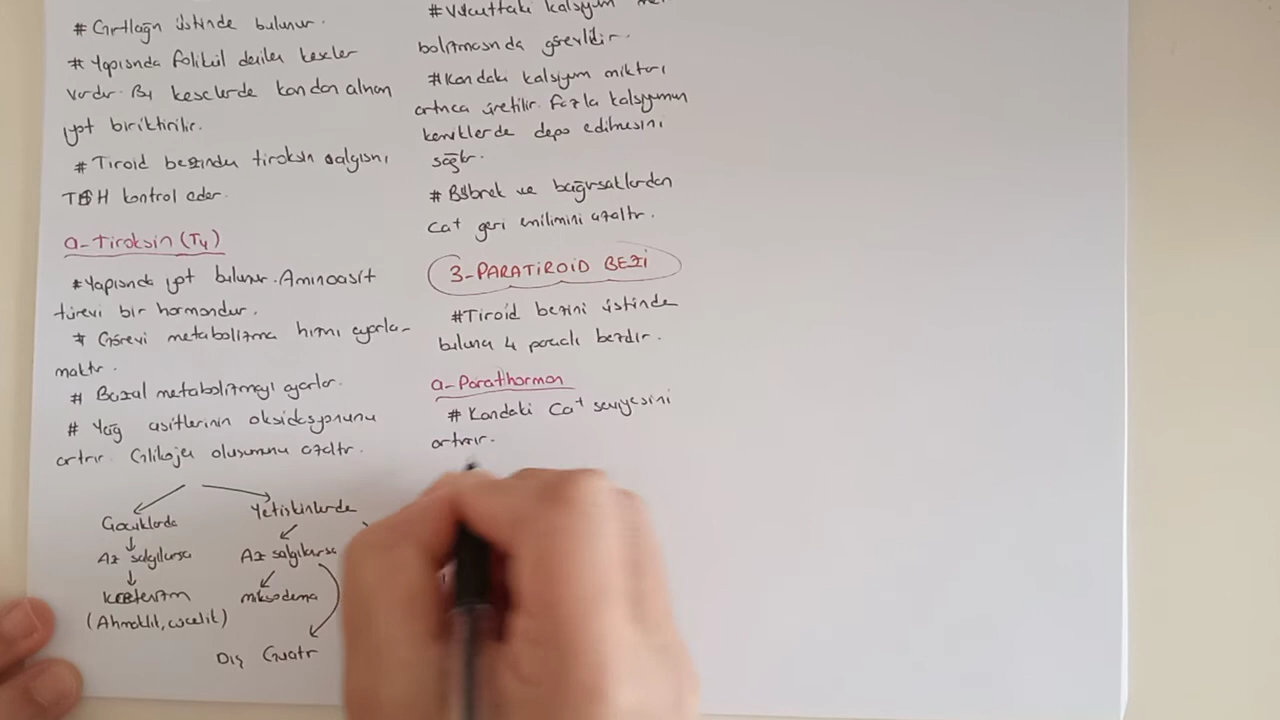 # Gırtlağın üstünde bulunur.
# Yapısında folikül denilen keseler
vardır. Bu keselerde kandan alınan
iyot biriktirilir.
# Tiroid bezinden tiroksin salgısını
TSH kontrol eder.
a-Tiroksin (T4)
# Yapısında iyot bulunur. Aminoasit
türevi bir hormondur.
# Görevi metabolizma hızını ayarla-
maktır.
# Bazal metabolizmayı ayarlar.
# Yağ asitlerinin oksidasyonunu
artırır. Glikojen oluşumunu azaltır.
Çocuklarda
Az salgılanırsa
(Ahmaklık, cücelik)
Yetişkinlerde
Az salgılanırsa
miksödema
Dış Guatr
# Vücuttaki kalsiyum
bolizmasında görevlidir.
# Kandaki kalsiyum miktarı
artınca üretilir. Fazla kalsiyumun
kemiklerde depo edilmesini
sağlar.
# Böbrek ve bağırsaklardan
Ca+ geri emilimini azaltır.
3-PARATİROİD BEZİ
# Tiroid bezini üstünde
buluna 4 parçalı bezdir.
a-Parathormon
# Kandaki Ca+ seviyesini
artırır.